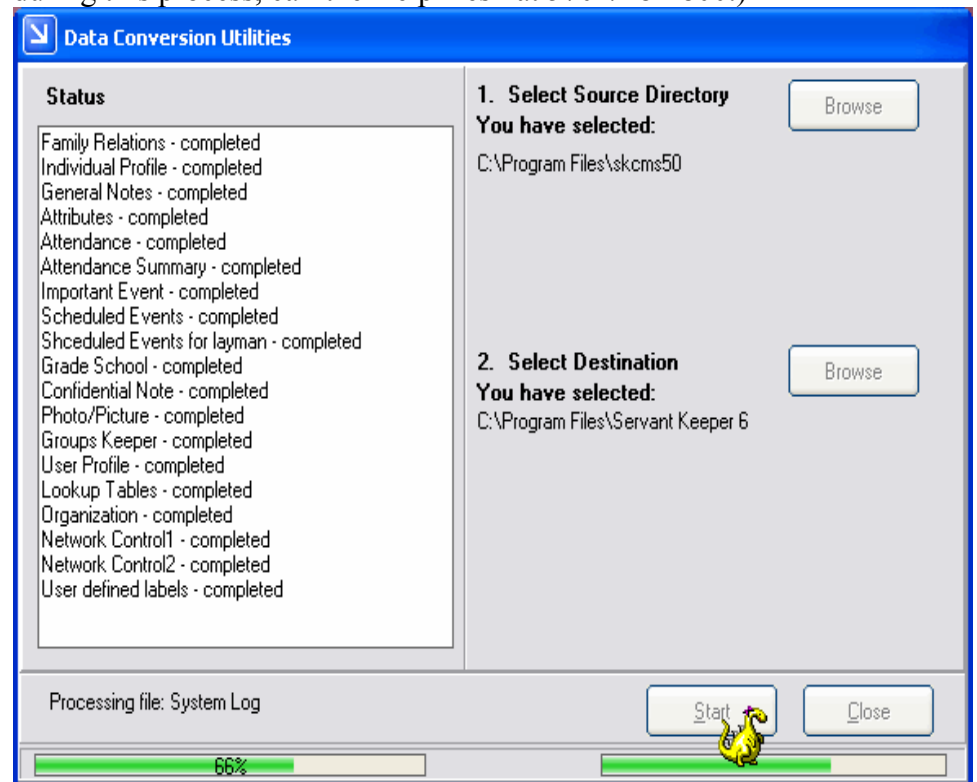 Data Conversion Utilities
Status
Family Relations - completed
Individual Profile - completed
General Notes - completed
Attributes - completed
Attendance - completed
Attendance Summary - completed
Important Event - completed
Scheduled Events - completed
Shceduled Events for layman - completed
Grade School - completed
Confidential Note - completed
Photo/Picture - completed
Groups Keeper - completed
User Profile - completed
Lookup Tables - completed
Organization - completed
Network Control1 - completed
Network Control2 - completed
User defined labels - completed
1. Select Source Directory
Browse
You have selected:
C:\Program Files\skcms50
2. Select Destination
Browse
You have selected:
C:\Program Files\Servant Keeper 6
Processing file: System Log
Start
Close
66%